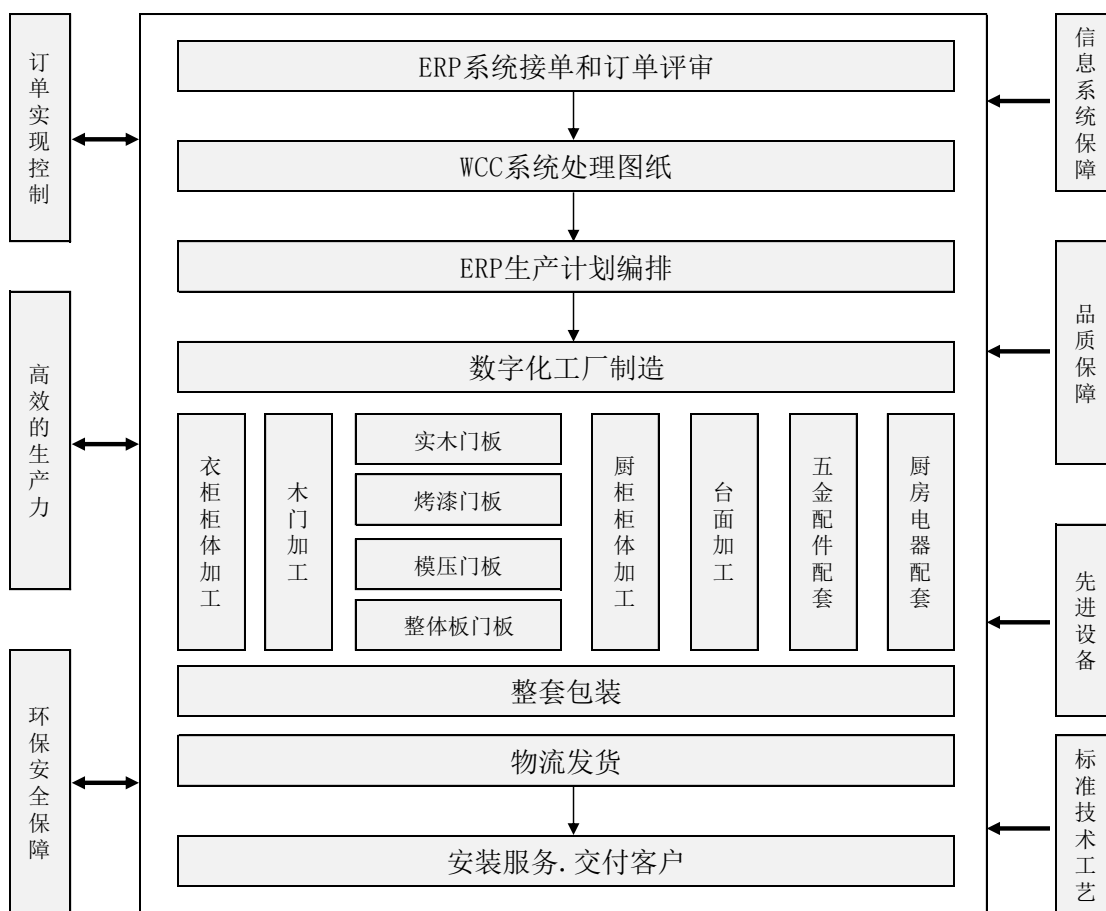 订单实现控制
高效的生产力
环保安全保障
ERP系统接单和订单评审
WCC系统处理图纸
ERP生产计划编排
数字化工厂制造
衣柜柜体加工
木门加工
实木门板
烤漆门板
模压门板
整体板门板
厨柜柜体加工
台面加工
五金配件配套
厨房电器配套
整套包装
物流发货
安装服务.交付客户
信息系统保障
品质保障
先进设备
标准技术工艺